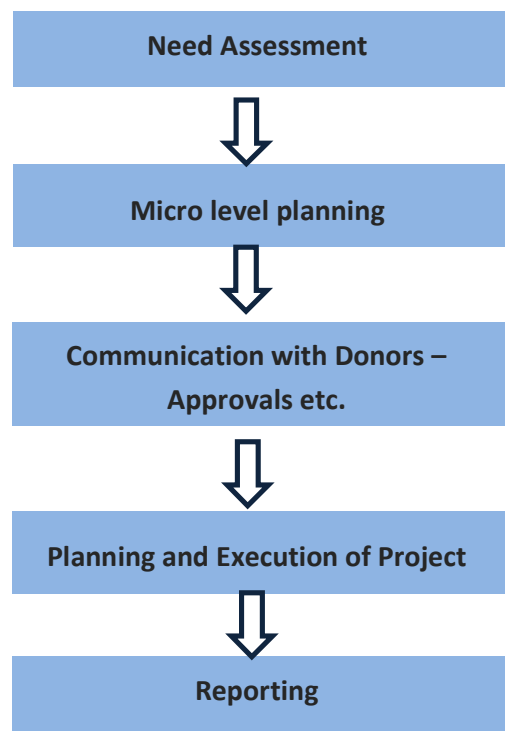 Need Assessment
Micro level planning
Communication with Donors –
Approvals etc.
Planning and Execution of Project
Reporting